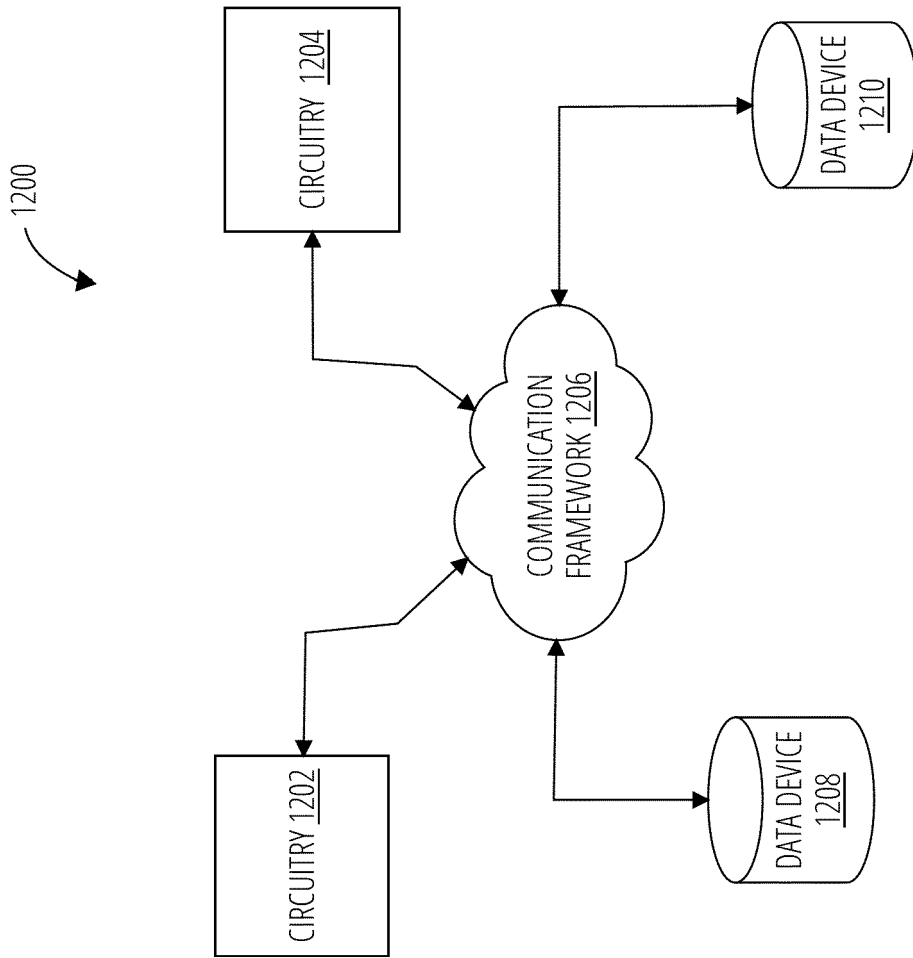 1200
CIRCUITRY 1202
CIRCUITRY 1204
COMMUNICATION
FRAMEWORK 1206
DATA DEVICE
1208
DATA DEVICE
1210